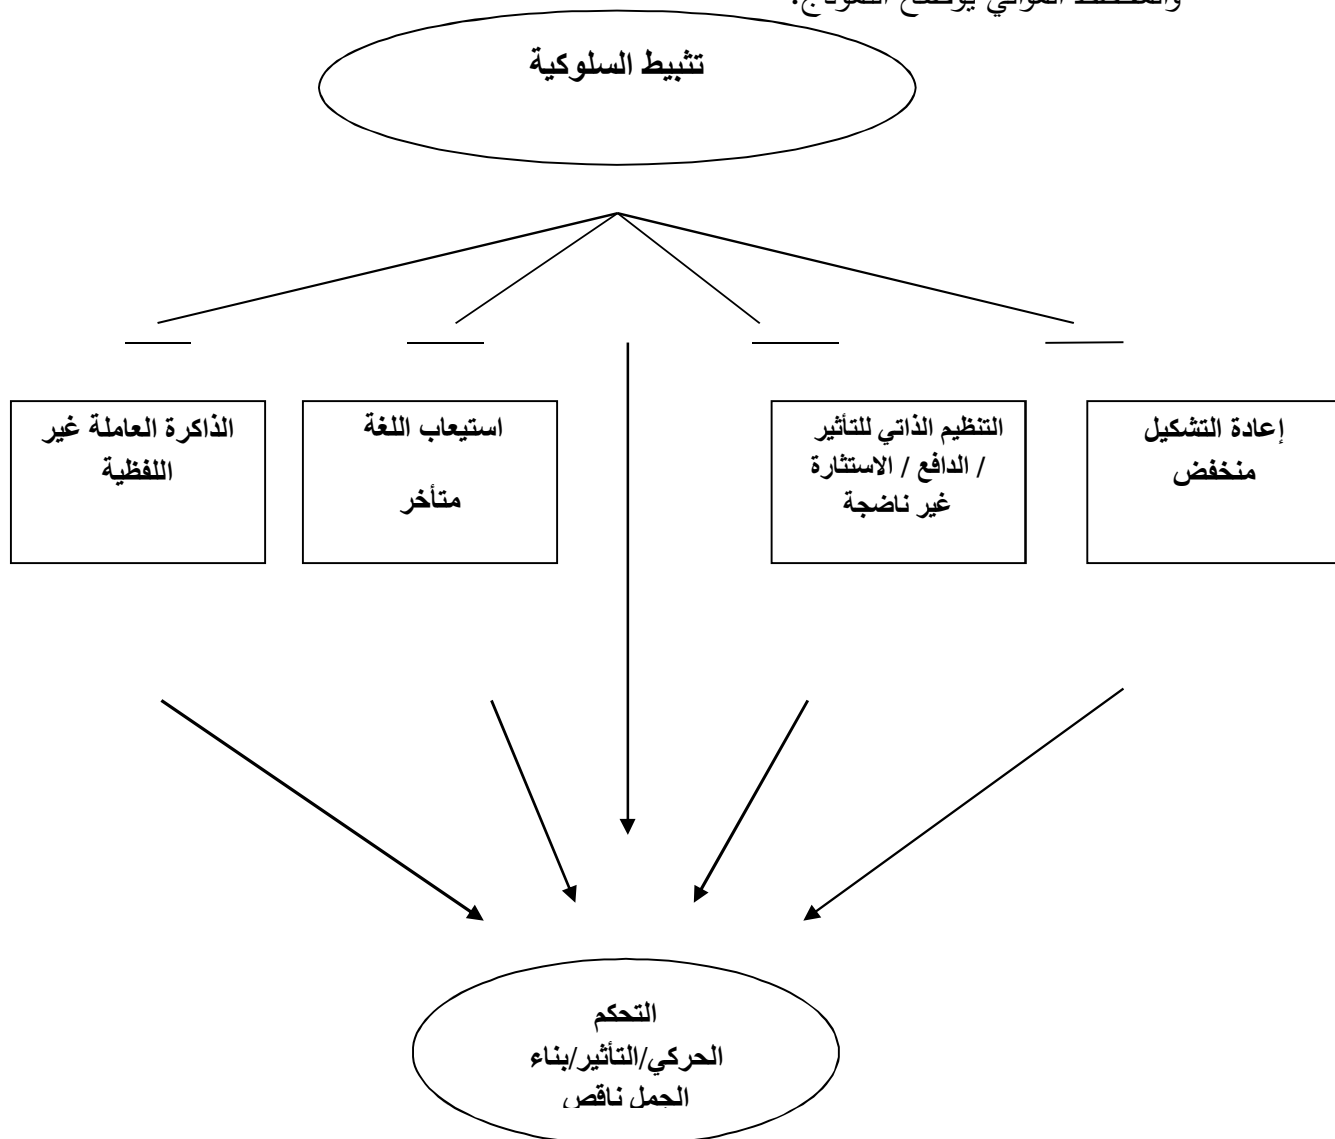 تثبيط السلوكية
إعادة التشكيل
منخفض
التنظيم الذاتي للتأثير
/ الدافع / الاستثارة
غير ناضجة
استيعاب اللغة
متأخر
الذاكرة العاملة غير
اللفظية
التحكم
الحركي/التأثير/بناء
الجمل ناقص